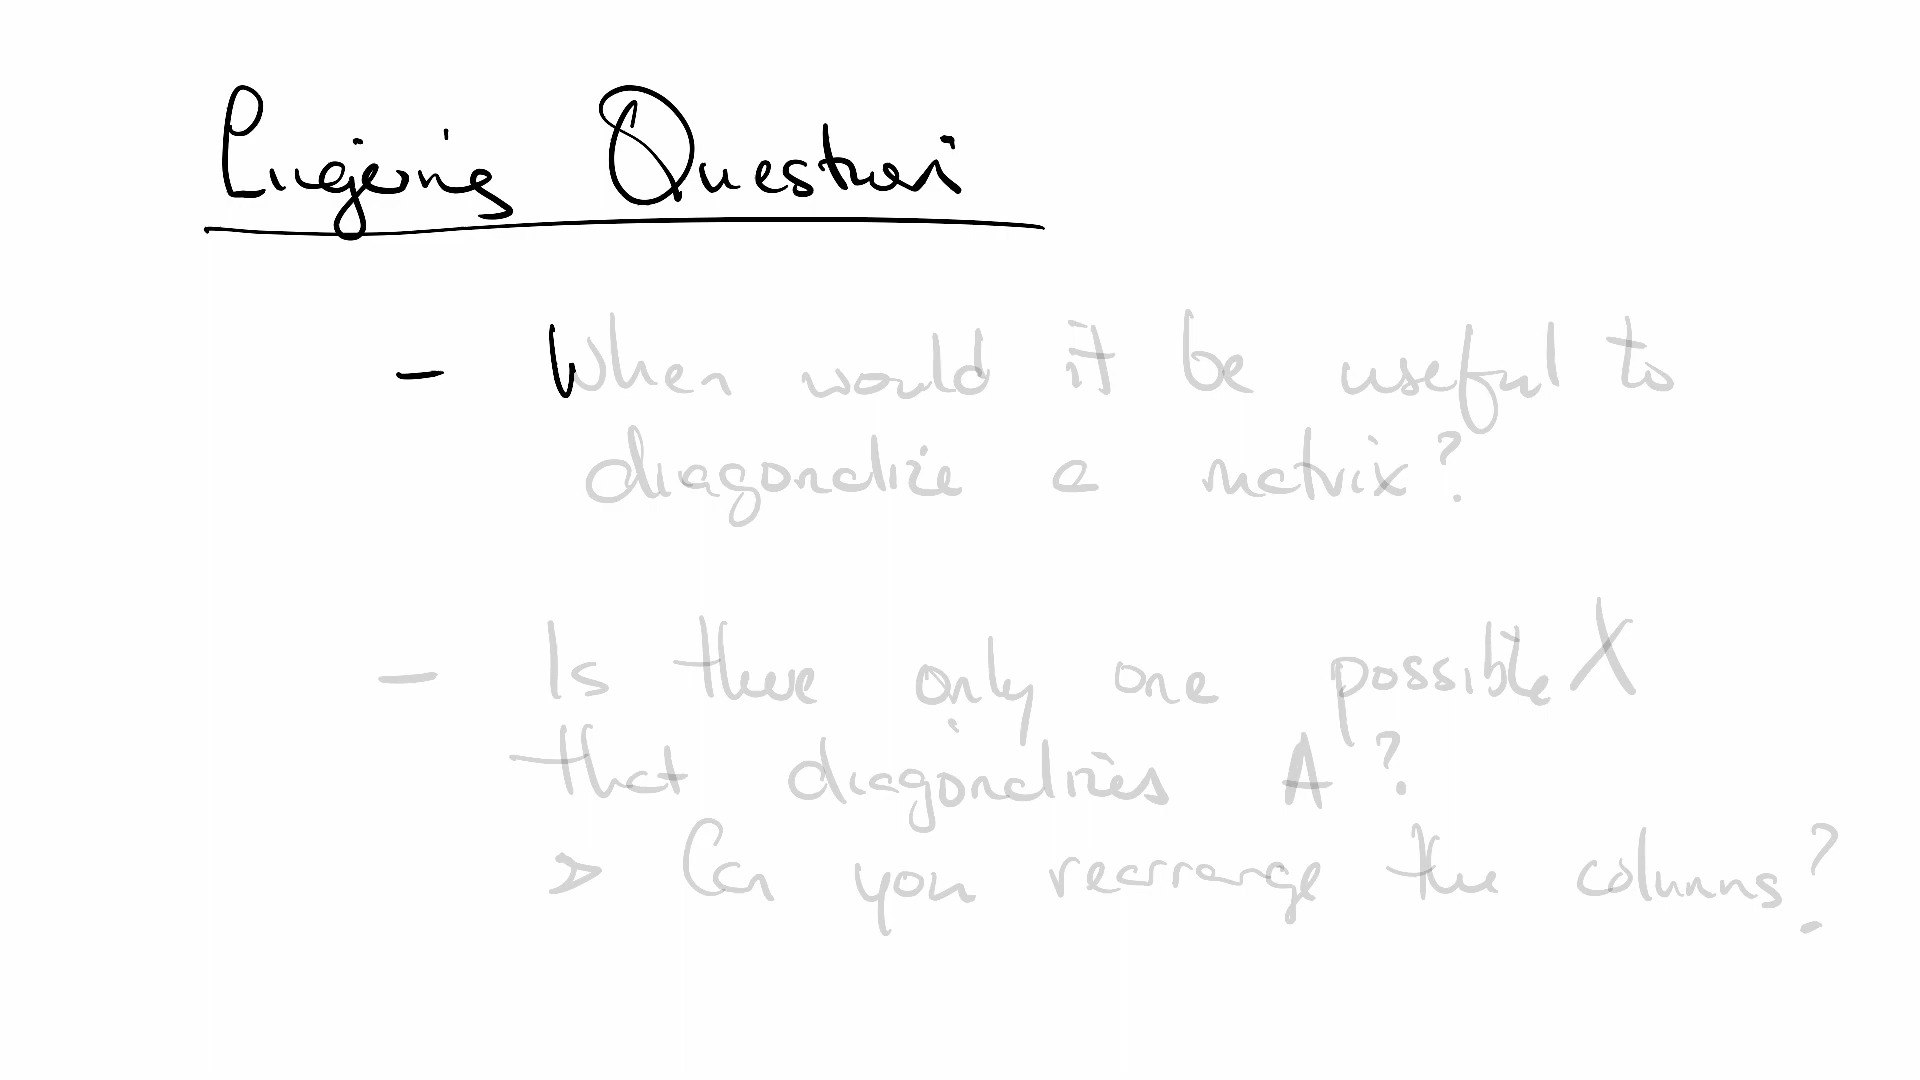 Lingering Question
- When would it be useful to
diagonalize a matrix?
- Is there only one possible X
that diagonalizes A?
> Can you rearrange the columns?